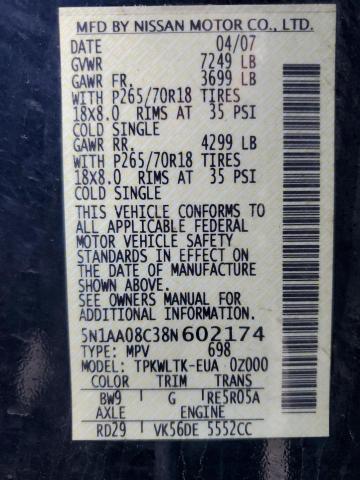 MFD BY NISSAN MOTOR CO., LTD.
DATE 04/07
GVWR 7249 LB
GAWR FR. 3699 LB
WITH P265/70R18 TIRES
18X8.0 RIMS AT 35 PSI
COLD SINGLE
GAWR RR. 4299 LB
WITH P265/70R18 TIRES
18X8.0 RIMS AT 35 PSI
COLD SINGLE
THIS VEHICLE CONFORMS TO
ALL APPLICABLE FEDERAL
MOTOR VEHICLE SAFETY
STANDARDS IN EFFECT ON
THE DATE OF MANUFACTURE
SHOWN ABOVE.
SEE OWNERS MANUAL FOR
ADDITIONAL INFORMATION.
5N1AA08C38N602174
TYPE: MPV 698
MODEL: TPKWLTK-EUA 0Z000
COLOR TRIM TRANS
BW9 G RE5R05A
AXLE ENGINE
RD29 VK56DE 5552CC